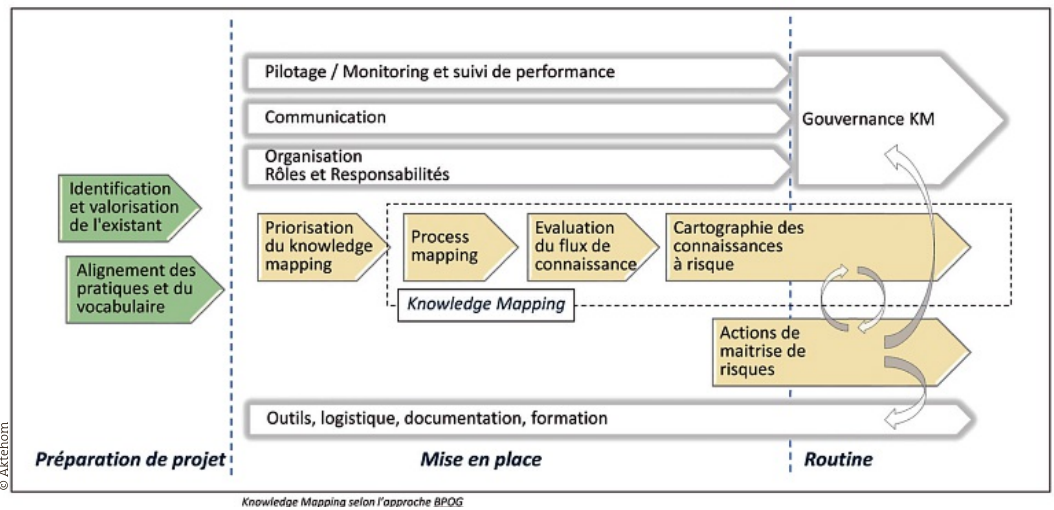 Pilotage / Monitoring et suivi de performance
Communication
Organisation
Rôles et Responsabilités
Gouvernance KM
Identification
et valorisation
de l'existant
Alignement des
pratiques et du
vocabulaire
Priorisation
du knowledge
mapping
Process
mapping
Evaluation
du flux de
connaissance
Cartographie des
connaissances
à risque
Knowledge Mapping
Actions de
maitrise de
risques
Outils, logistique, documentation, formation
Préparation de projet
Mise en place
Routine
© Aktehom
Knowledge Mapping selon l'approche BPOG